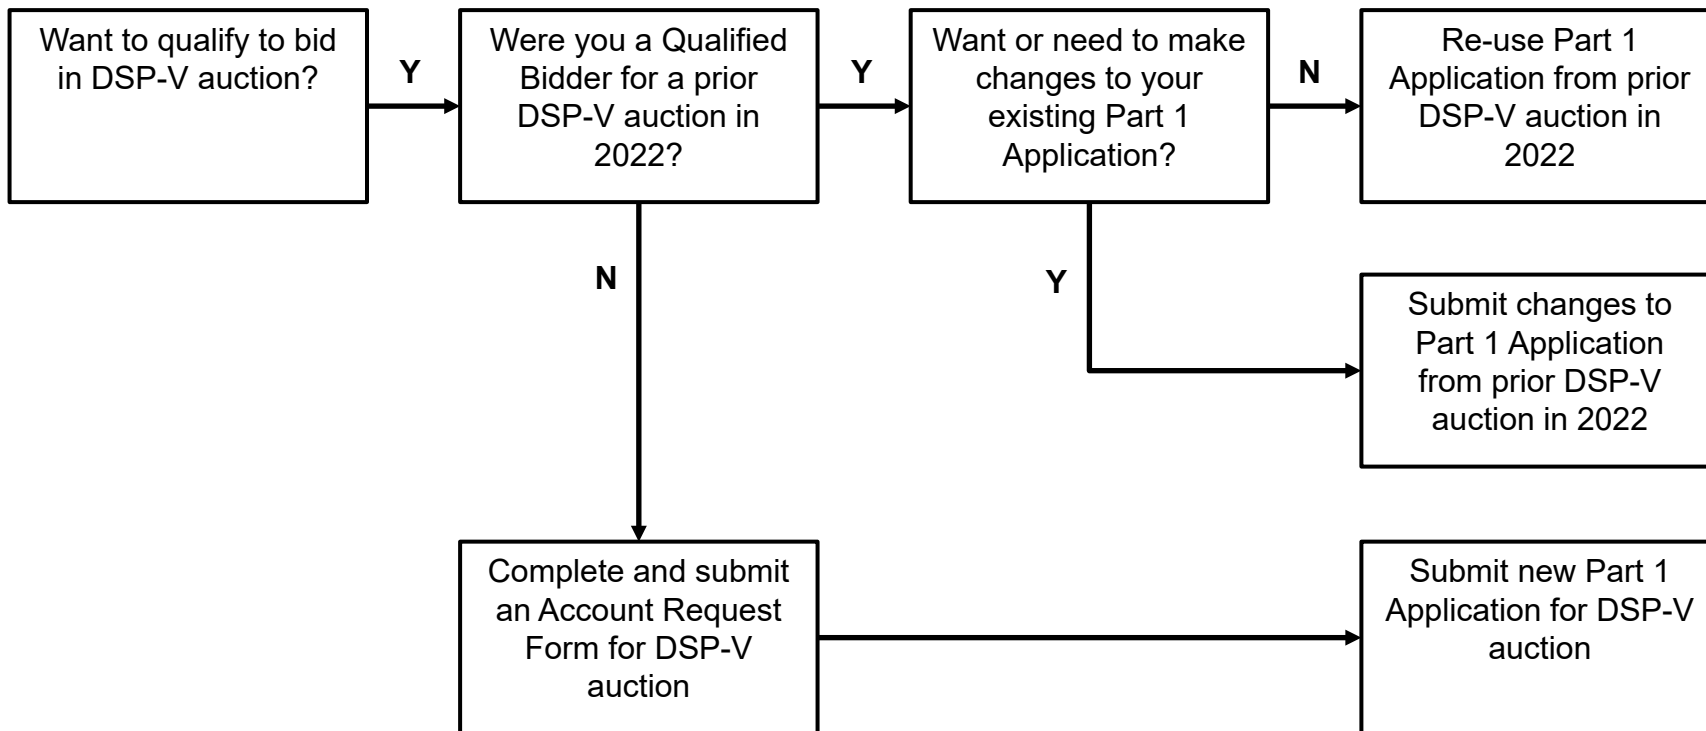 Want to qualify to bid
in DSP-V auction?
Y
Were you a Qualified
Bidder for a prior
DSP-V auction in
2022?
Y
Want or need to make
changes to your
existing Part 1
Application?
N
Re-use Part 1
Application from prior
DSP-V auction in
2022
N
Y
Submit changes to
Part 1 Application
from prior DSP-V
auction in 2022
Complete and submit
an Account Request
Form for DSP-V
auction
Submit new Part 1
Application for DSP-V
auction